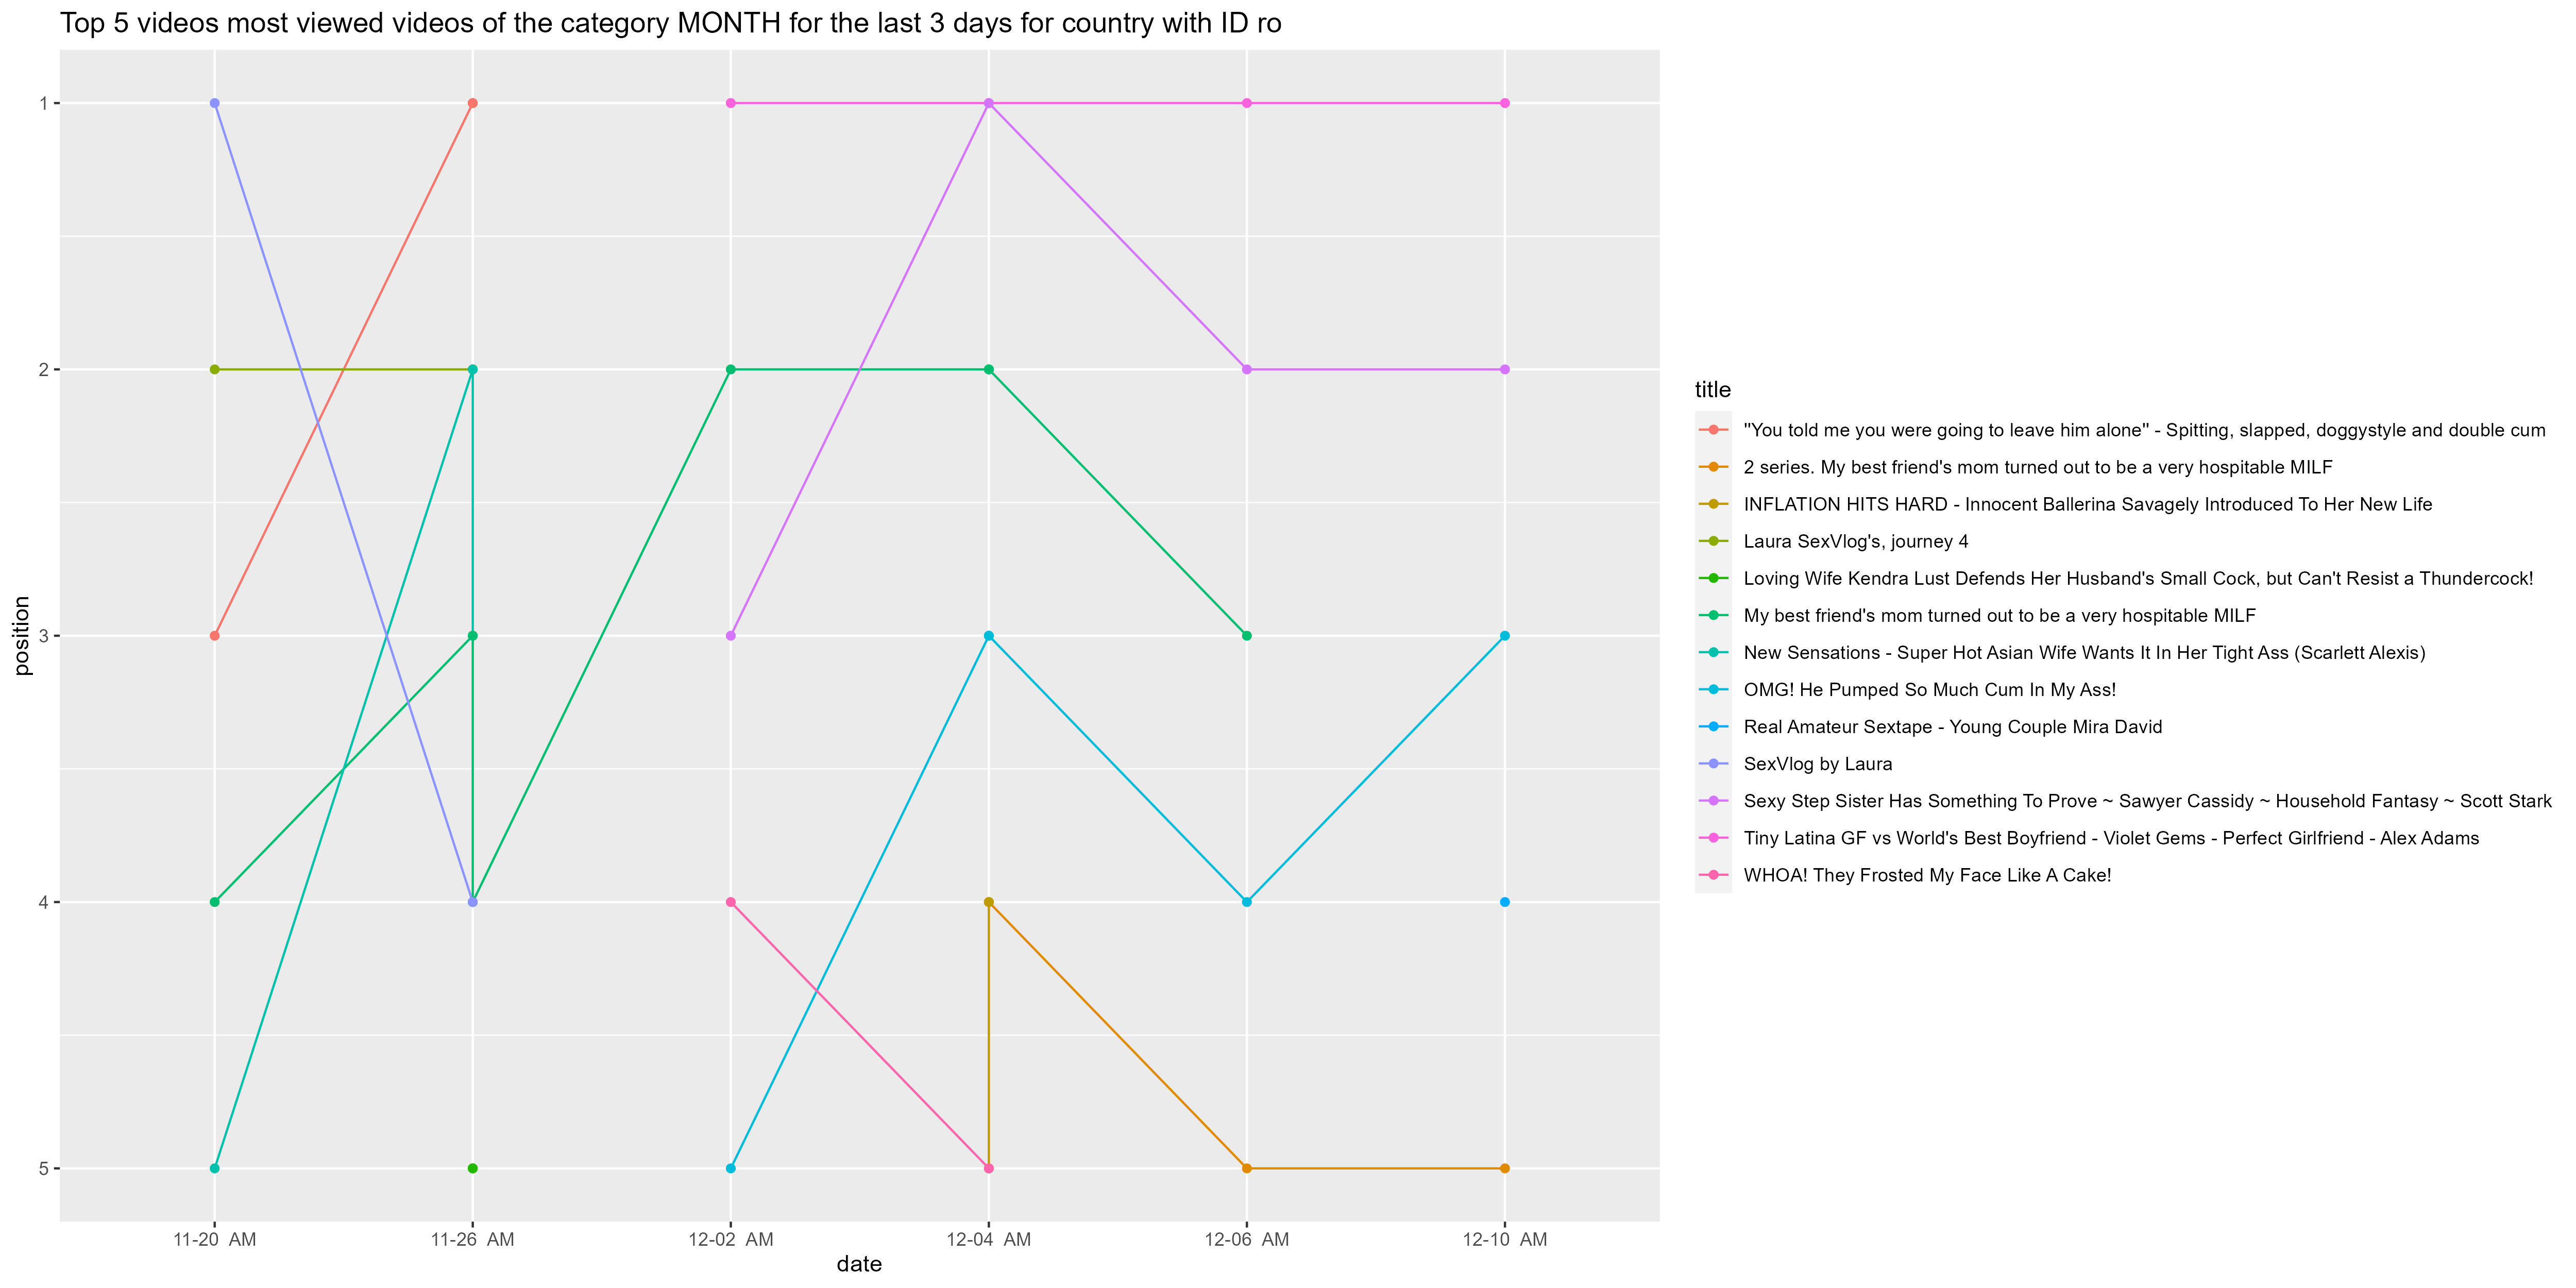 Top 5 videos most viewed videos of the category MONTH for the last 3 days for country with ID ro
1
2
3
4
5
position
11-20 AM
11-26 AM
12-02 AM
12-04 AM
12-06 AM
12-10 AM
date
title
"You told me you were going to leave him alone" - Spitting, slapped, doggystyle and double cum
2 series. My best friend's mom turned out to be a very hospitable MILF
INFLATION HITS HARD - Innocent Ballerina Savagely Introduced To Her New Life
Laura SexVlog's, journey 4
Loving Wife Kendra Lust Defends Her Husband's Small Cock, but Can't Resist a Thundercock!
My best friend's mom turned out to be a very hospitable MILF
New Sensations - Super Hot Asian Wife Wants It In Her Tight Ass (Scarlett Alexis)
OMG! He Pumped So Much Cum In My Ass!
Real Amateur Sextape - Young Couple Mira David
SexVlog by Laura
Sexy Step Sister Has Something To Prove ~ Sawyer Cassidy ~ Household Fantasy ~ Scott Stark
Tiny Latina GF vs World's Best Boyfriend - Violet Gems - Perfect Girlfriend - Alex Adams
WHOA! They Frosted My Face Like A Cake!